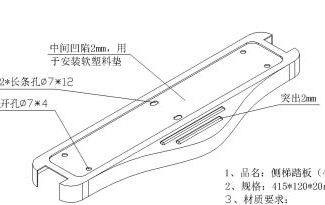 中间凹陷2mm，用
于安装软塑料垫
2*长条孔∅7*12
开孔∅7*4
突出2mm
1、品名：侧梯踏板（
2、规格：415*120*20
3、材质要求：